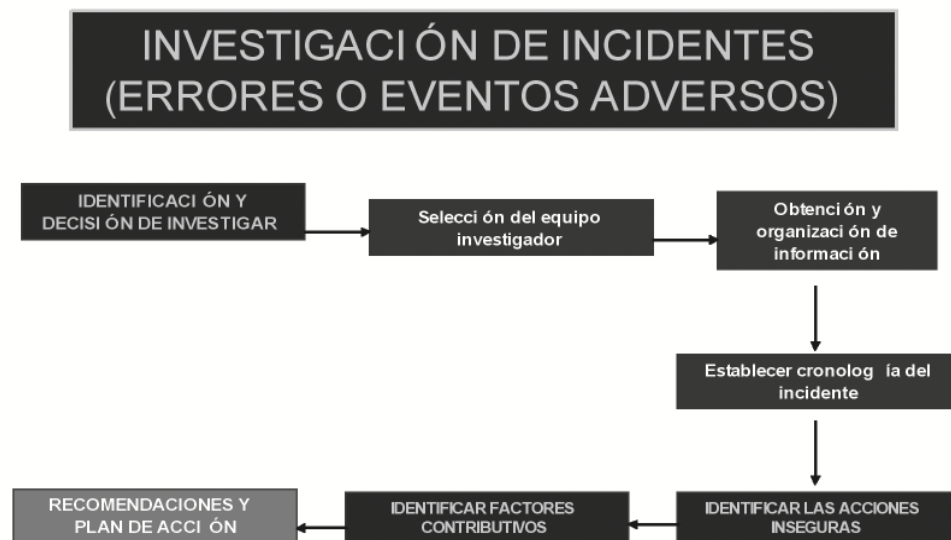 INVESTIGACI ÓN DE INCIDENTES
(ERRORES O EVENTOS ADVERSOS)
IDENTIFICACI ÓN Y
DECISI ÓN DE INVESTIGAR
Selecci ón del equipo
investigador
Obtenci ón y
organizaci ón de
informaci ón
Establecer cronolog ía del
incidente
IDENTIFICAR LAS ACCIONES
INSEGURAS
IDENTIFICAR FACTORES
CONTRIBUTIVOS
RECOMENDACIONES Y
PLAN DE ACCI ÓN